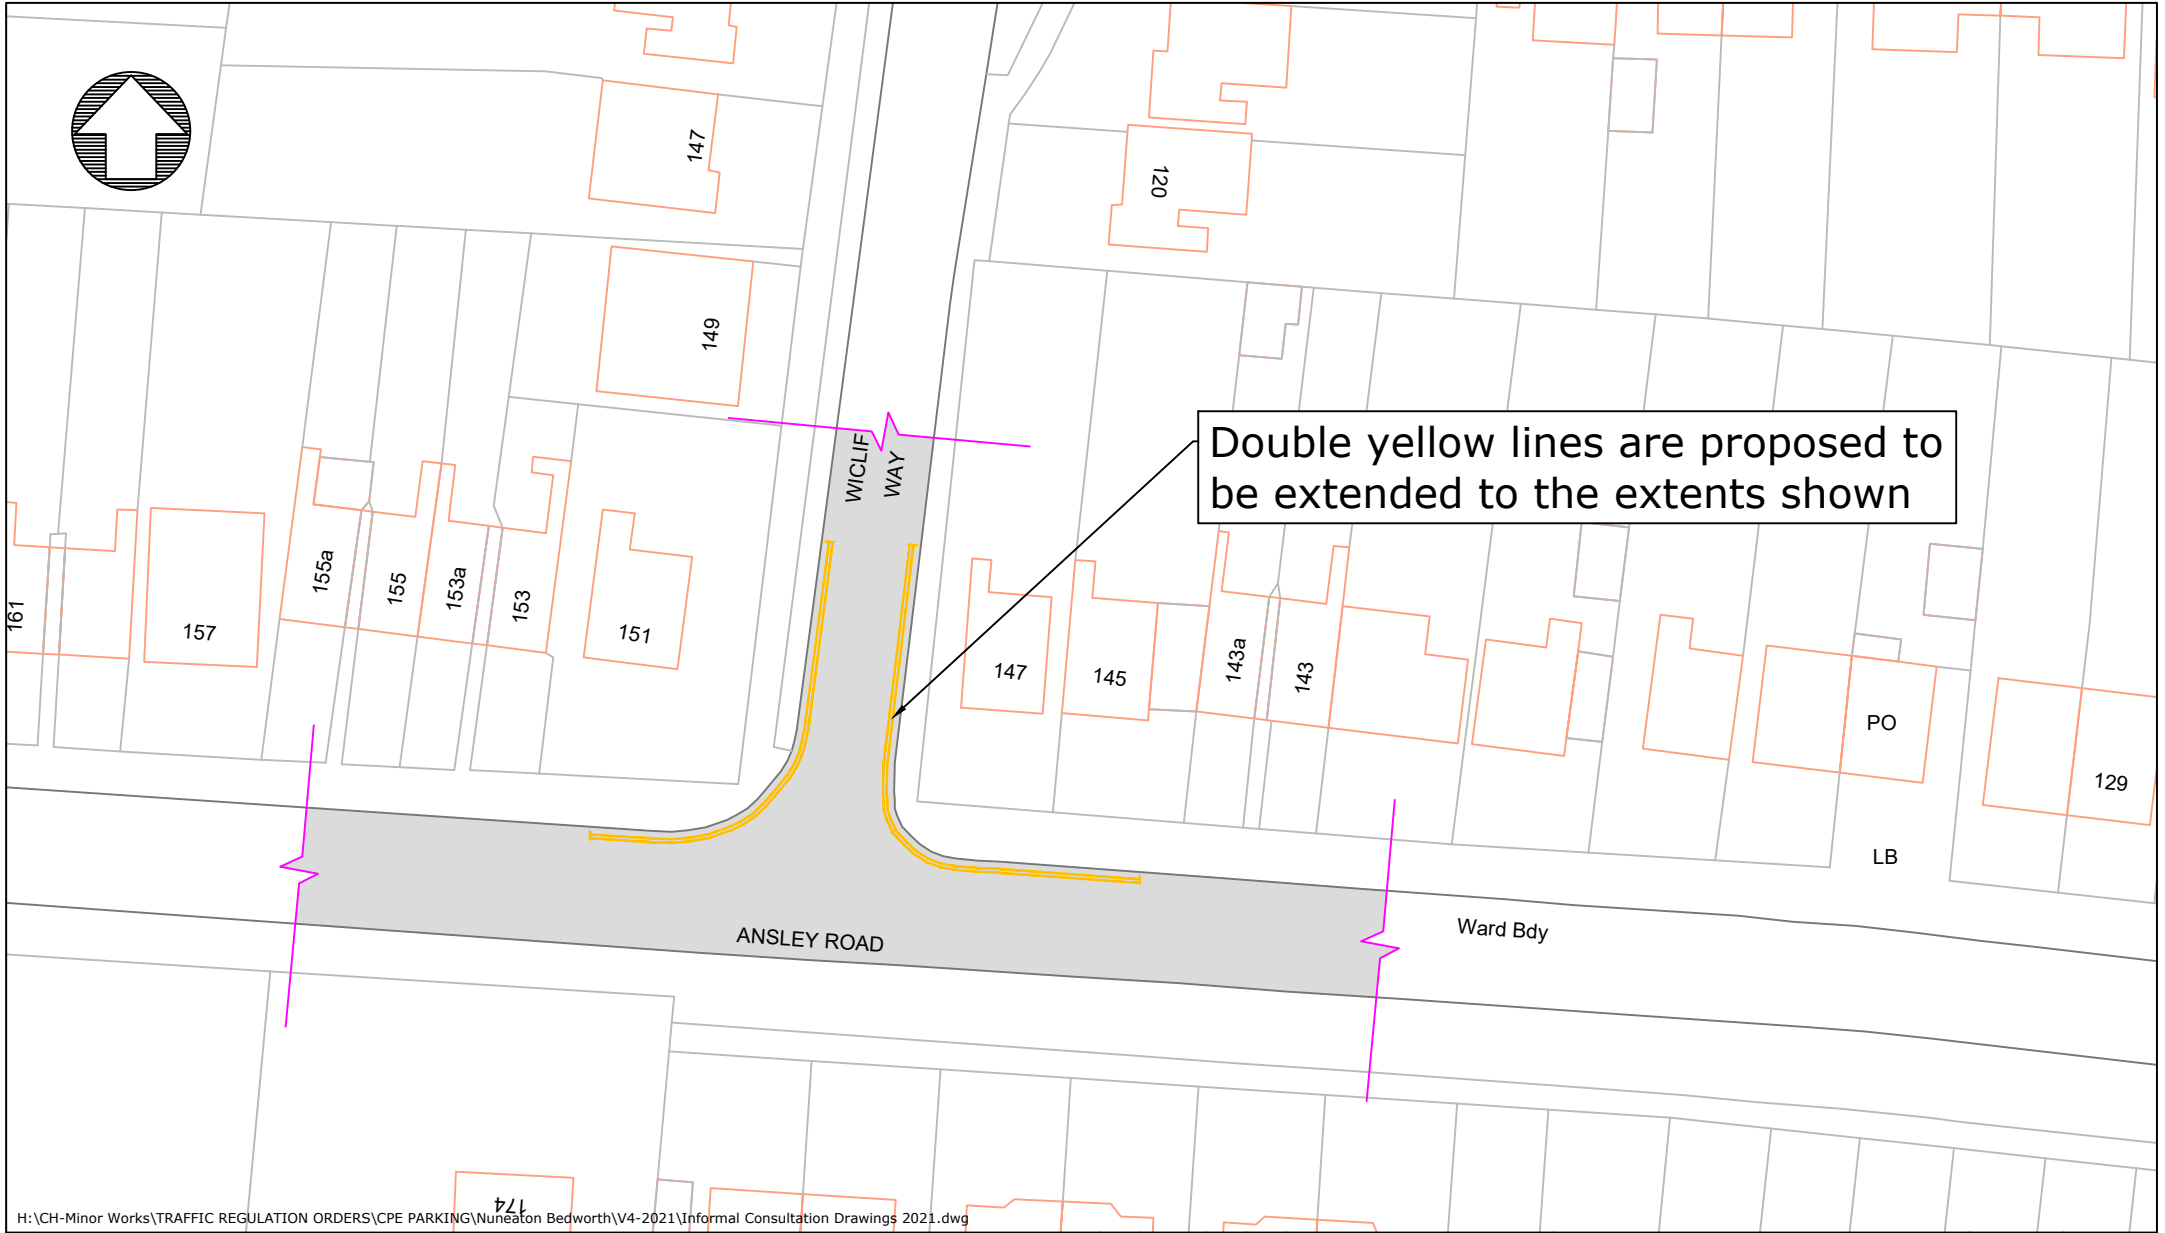 147
120
149
WICLIF
WAY
Double yellow lines are proposed to
be extended to the extents shown
161
157
155a
155
153a
153
151
147
145
143a
143
PO
129
LB
ANSLEY ROAD
Ward Bdy
174
H:\CH-Minor Works\TRAFFIC REGULATION ORDERS\CPE PARKING\Nuneaton Bedworth\V4-2021\Informal Consultation Drawings 2021.dwg